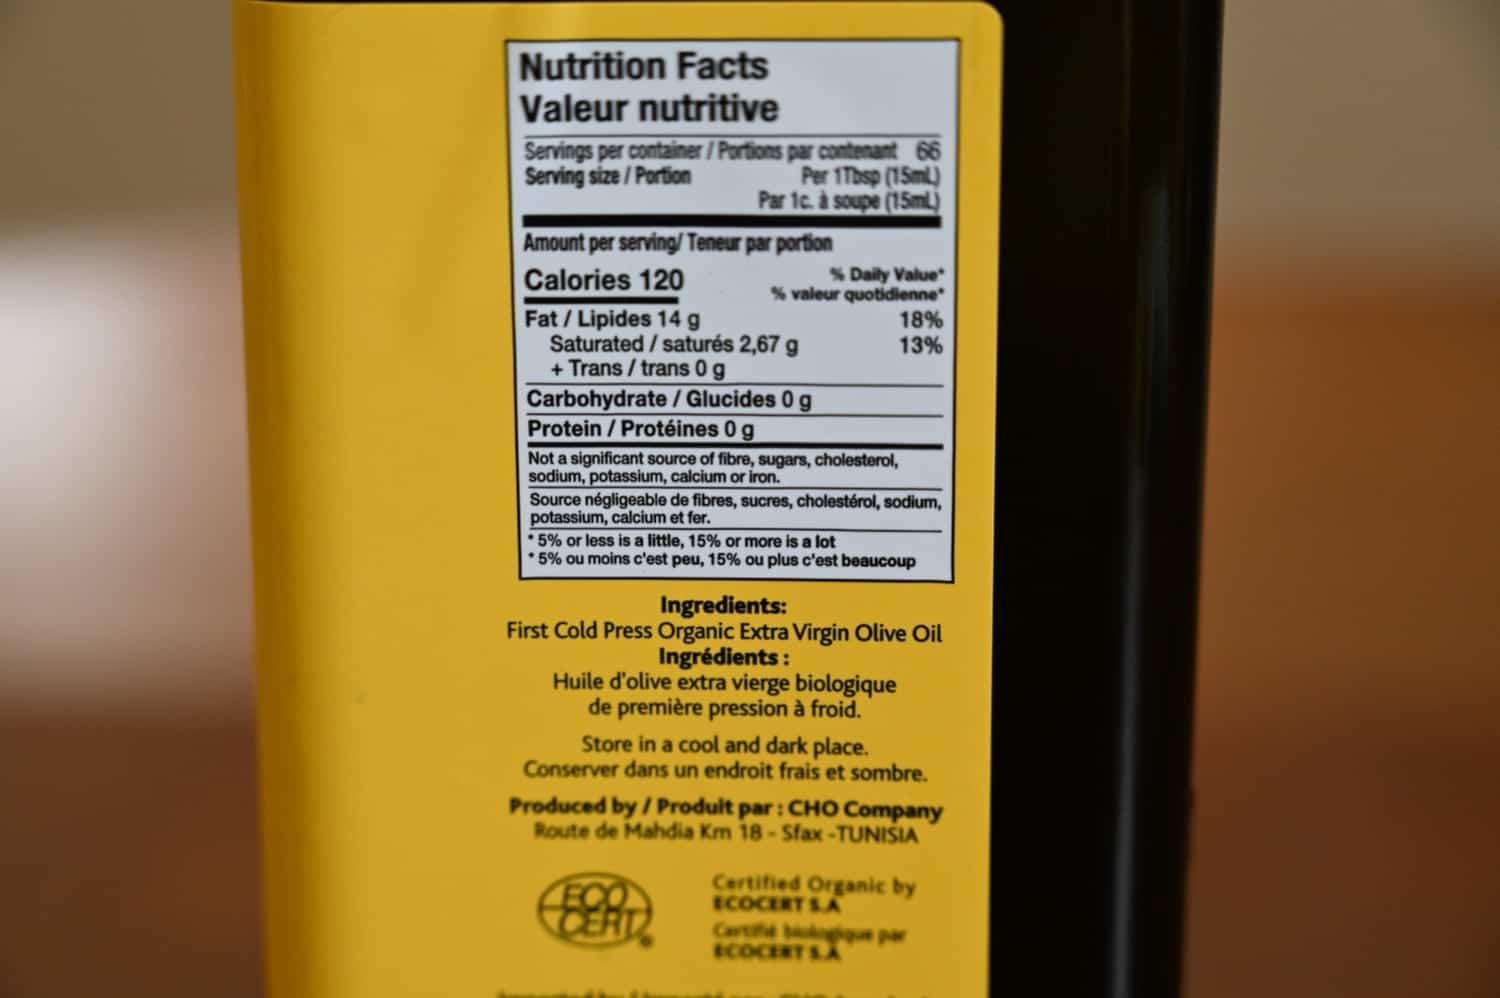 Nutrition Facts
Valeur nutritive
Servings per container / Portions par contenant 66
Serving size / Portion Per 1Tbsp (15mL)
Par 1c. à soupe (15mL)
Amount per serving/ Teneur par portion
Calories 120 % Daily Value*
% valeur quotidienne*
Fat / Lipides 14 g 18%
Saturated / saturés 2,67 g 13%
+ Trans / trans 0 g
Carbohydrate / Glucides 0 g
Protein / Protéines 0 g
Not a significant source of fibre, sugars, cholesterol,
sodium, potassium, calcium or iron.
Source négligeable de fibres, sucres, cholestérol, sodium,
potassium, calcium et fer.
* 5% or less is a little, 15% or more is a lot
* 5% ou moins c'est peu, 15% ou plus c'est beaucoup
Ingredients:
First Cold Press Organic Extra Virgin Olive Oil
Ingrédients :
Huile d'olive extra vierge biologique
de première pression à froid.
Store in a cool and dark place.
Conserver dans un endroit frais et sombre.
Produced by / Produit par : CHO Company
Route de Mahdia Km 18 - Sfax -TUNISIA
ECO
CERT
®
Certified Organic by
ECOCERT S.A
Certifié biologique par
ECOCERT S.A